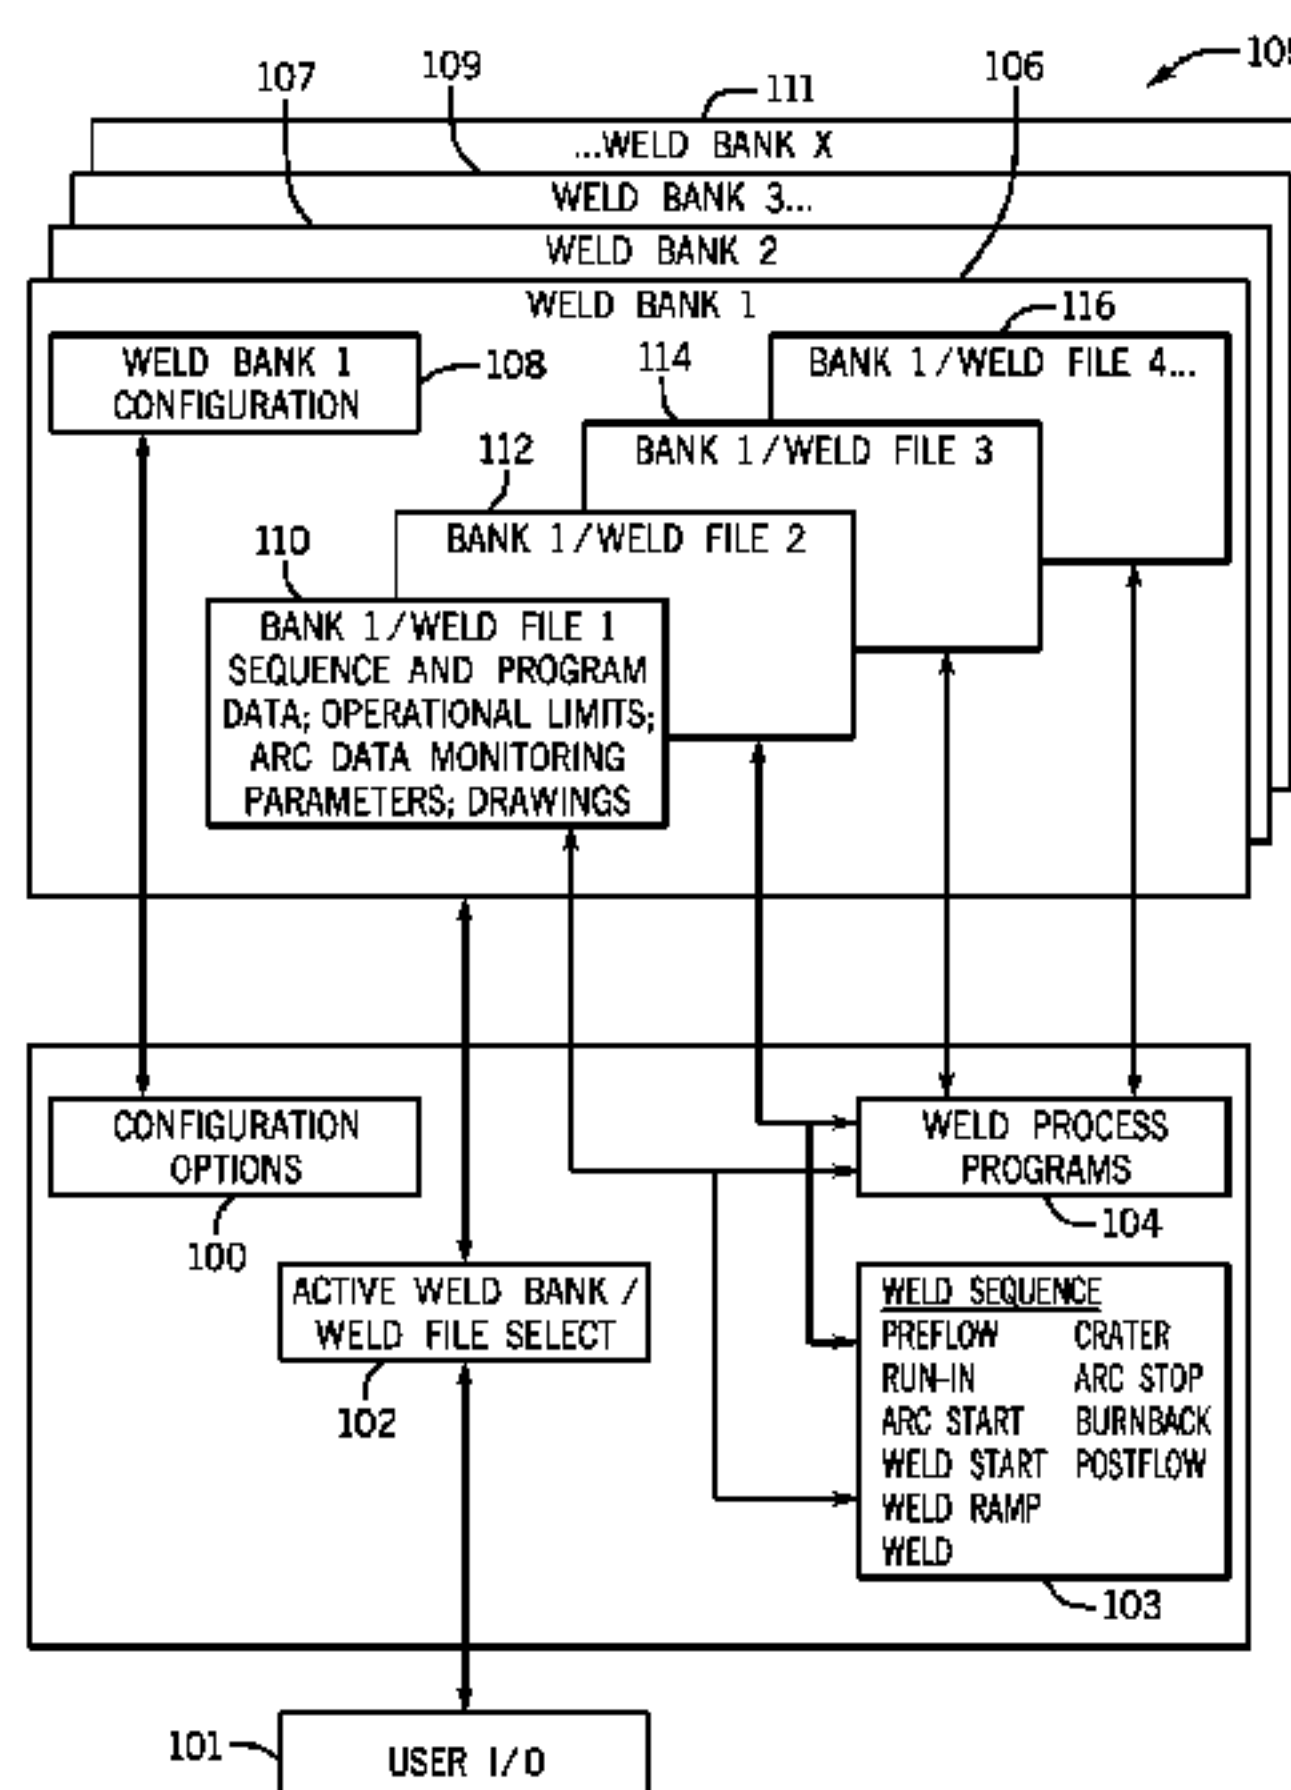 105
107
109
106
111
...WELD BANK X
WELD BANK 3...
WELD BANK 2
WELD BANK 1
116
WELD BANK 1
CONFIGURATION
108
114
BANK 1/WELD FILE 4...
112
BANK 1/WELD FILE 3
110
BANK 1/WELD FILE 2
BANK 1/WELD FILE 1
SEQUENCE AND PROGRAM
DATA; OPERATIONAL LIMITS;
ARC DATA MONITORING
PARAMETERS; DRAWINGS
CONFIGURATION
OPTIONS
100
WELD PROCESS
PROGRAMS
104
ACTIVE WELD BANK /
WELD FILE SELECT
102
WELD SEQUENCE
PREFLOW CRATER
RUN-IN ARC STOP
ARC START BURNBACK
WELD START POSTFLOW
WELD RAMP
WELD
103
101
USER I/O